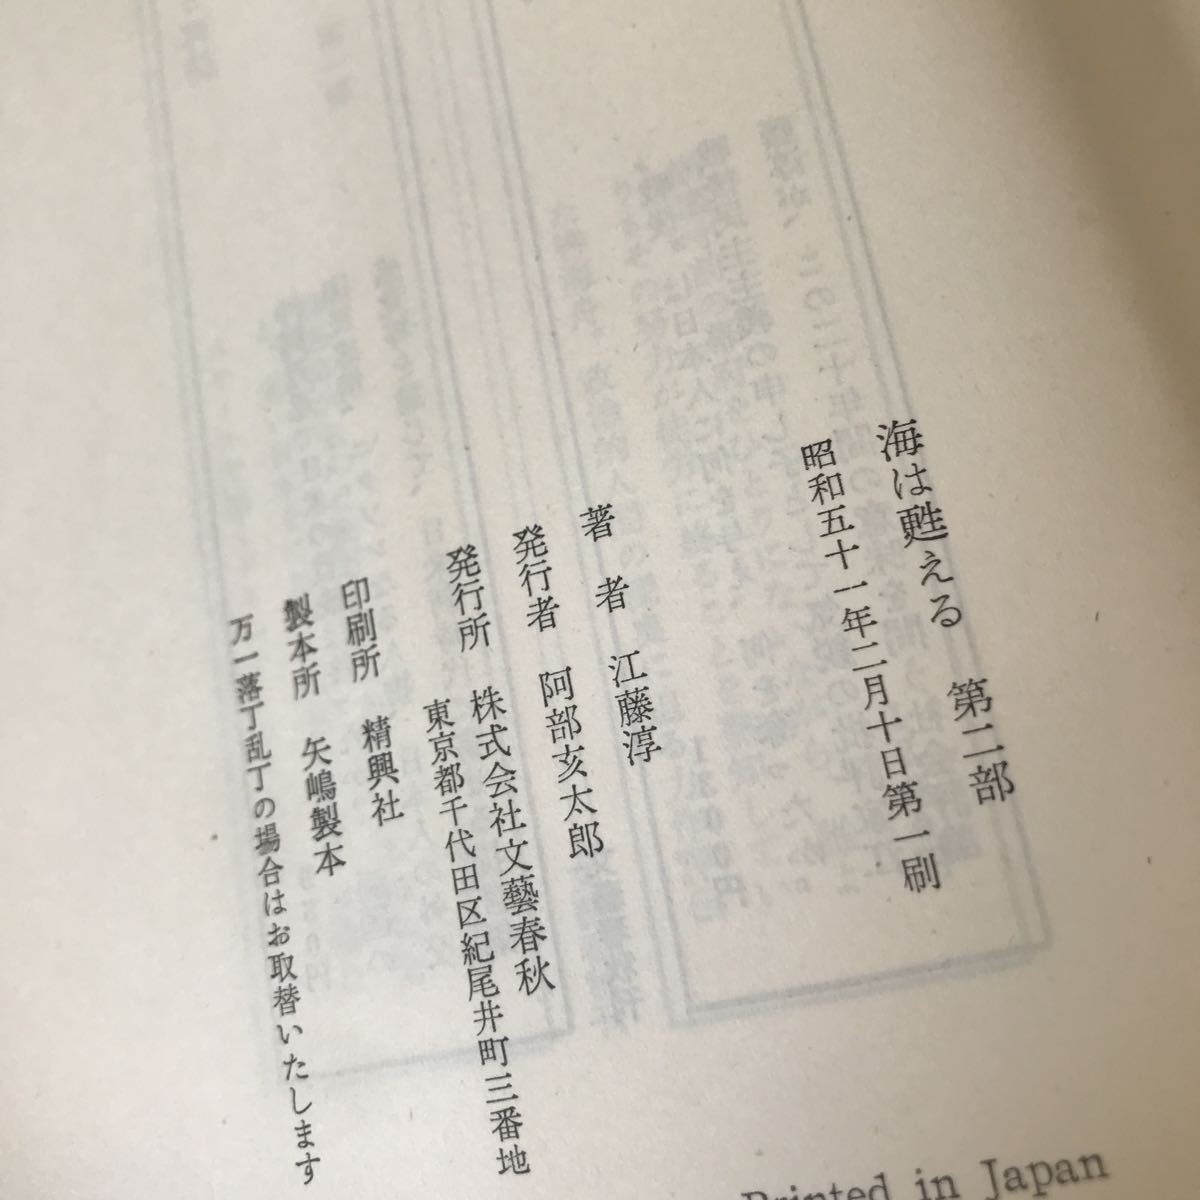 海は甦える 第二部
昭和五十一年二月十日第一刷
著者 江藤淳
発行者 阿部亥太郎
発行所 株式会社文藝春秋
東京都千代田区紀尾井町三番地
印刷所 精興社
製本所 矢嶋製本
万一落丁乱丁の場合はお取替いたします
Printed in Japan